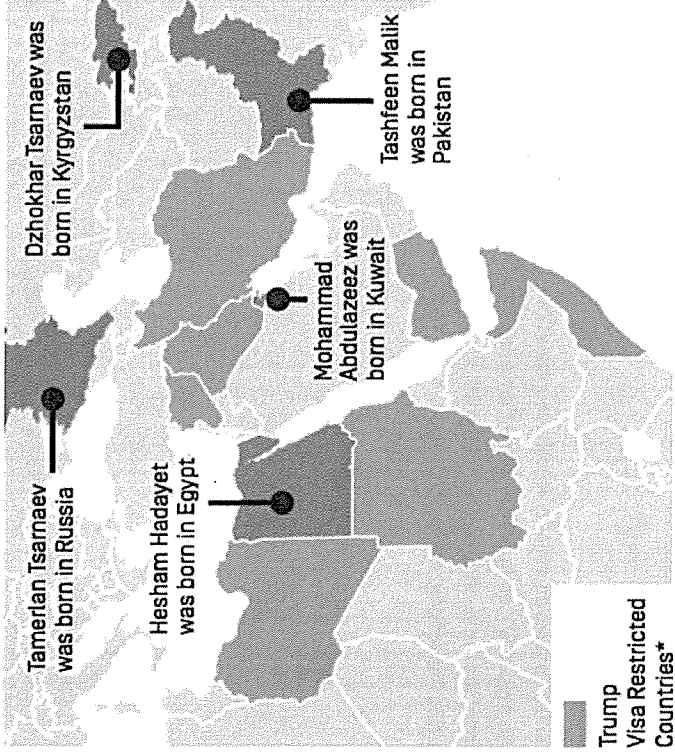 Tamerlan Tsarnaev
was born in Russia
Dzhokhar Tsarnaev was
born in Kyrgyzstan
Hesham Hadayet
was born in Egypt
Mohammad
Abdulazeez was
born in Kuwait
Tashfeen Malik
was born in
Pakistan
Trump
Visa Restricted
Countries*